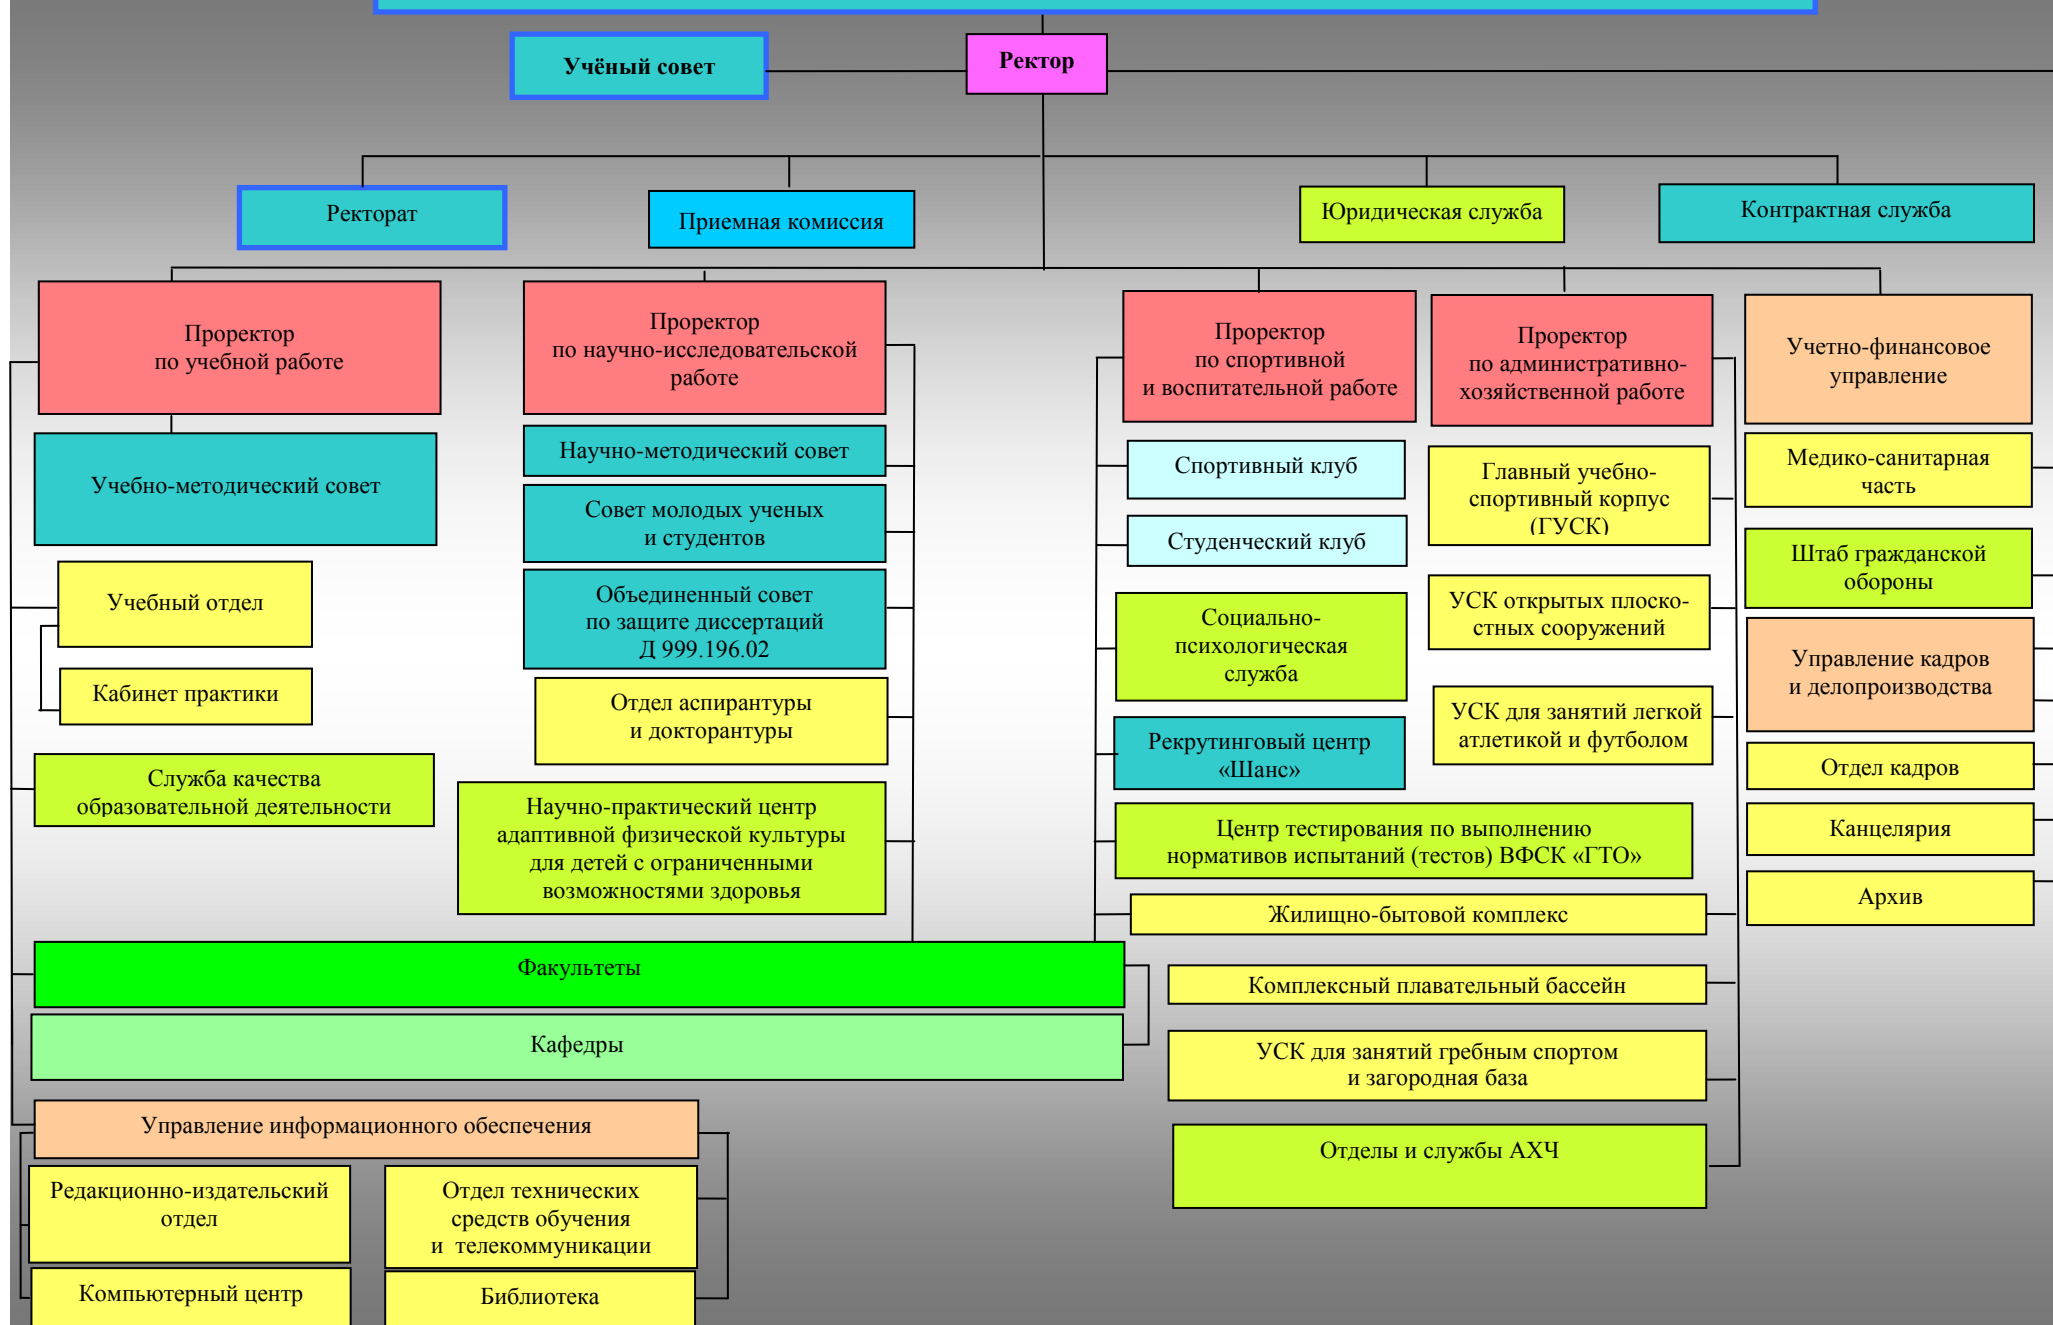 Учёный совет
Ректор
Ректорат
Приемная комиссия
Юридическая служба
Контрактная служба
Проректор
по учебной работе
Проректор
по научно-исследовательской
работе
Проректор
по спортивной
и воспитательной работе
Проректор
по административно-
хозяйственной работе
Учетно-финансовое
управление
Учебно-методический совет
Учебный отдел
Кабинет практики
Служба качества
образовательной деятельности
Научно-методический совет
Совет молодых ученых
и студентов
Объединенный совет
по защите диссертаций
Д 999.196.02
Отдел аспирантуры
и докторантуры
Научно-практический центр
адаптивной физической культуры
для детей с ограниченными
возможностями здоровья
Спортивный клуб
Студенческий клуб
Социально-
психологическая
служба
Рекрутинговый центр
«Шанс»
Главный учебно-
спортивный корпус
(ГУСК)
УСК открытых плоско-
стных сооружений
УСК для занятий легкой
атлетикой и футболом
Центр тестирования по выполнению
нормативов испытаний (тестов) ВФСК «ГТО»
Жилищно-бытовой комплекс
Комплексный плавательный бассейн
УСК для занятий гребным спортом
и загородная база
Отделы и службы АХЧ
Медико-санитарная
часть
Штаб гражданской
обороны
Управление кадров
и делопроизводства
Отдел кадров
Канцелярия
Архив
Факультеты
Кафедры
Управление информационного обеспечения
Редакционно-издательский
отдел
Отдел технических
средств обучения
и телекоммуникации
Компьютерный центр
Библиотека